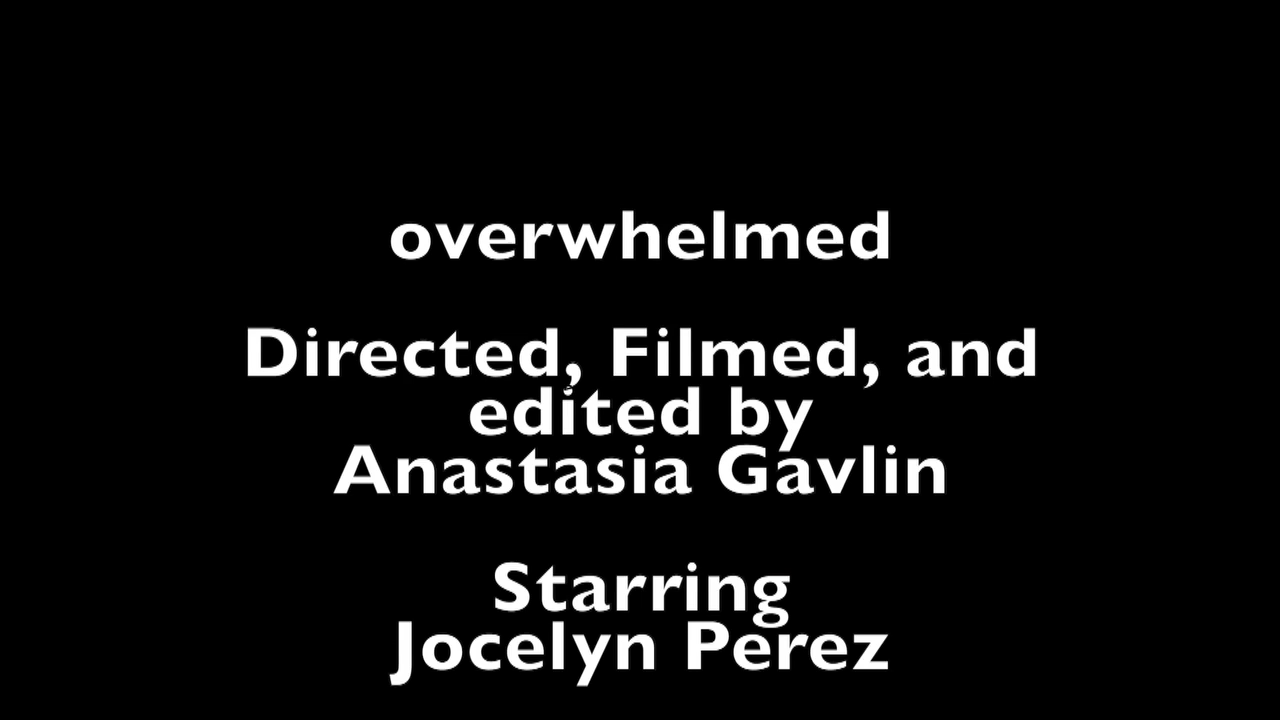 overwhelmed
Directed, Filmed, and
edited by
Anastasia Gavlin
Starring
Jocelyn Perez